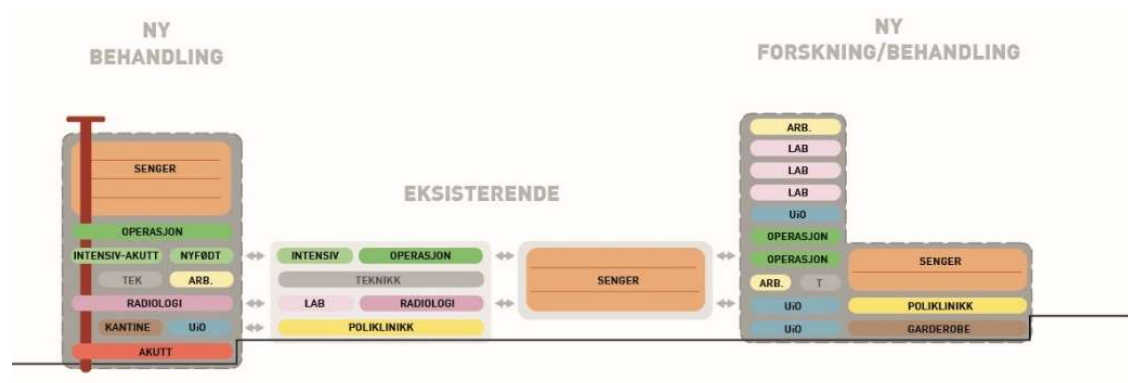 NY
BEHANDLING
SENGER
OPERASJON
INTENSIV-AKUTT NYFØDT
TEK ARB.
RADIOLOGI
KANTINE UiO
AKUTT
EKSISTERENDE
INTENSIV OPERASJON
TEKNIKK
LAB RADIOLOGI
POLIKLINIKK
SENGER
NY
FORSKNING/BEHANDLING
ARB.
LAB
LAB
LAB
UiO
OPERASJON
OPERASJON
ARB. T
UiO
UiO
SENGER
POLIKLINIKK
GARDEROBE